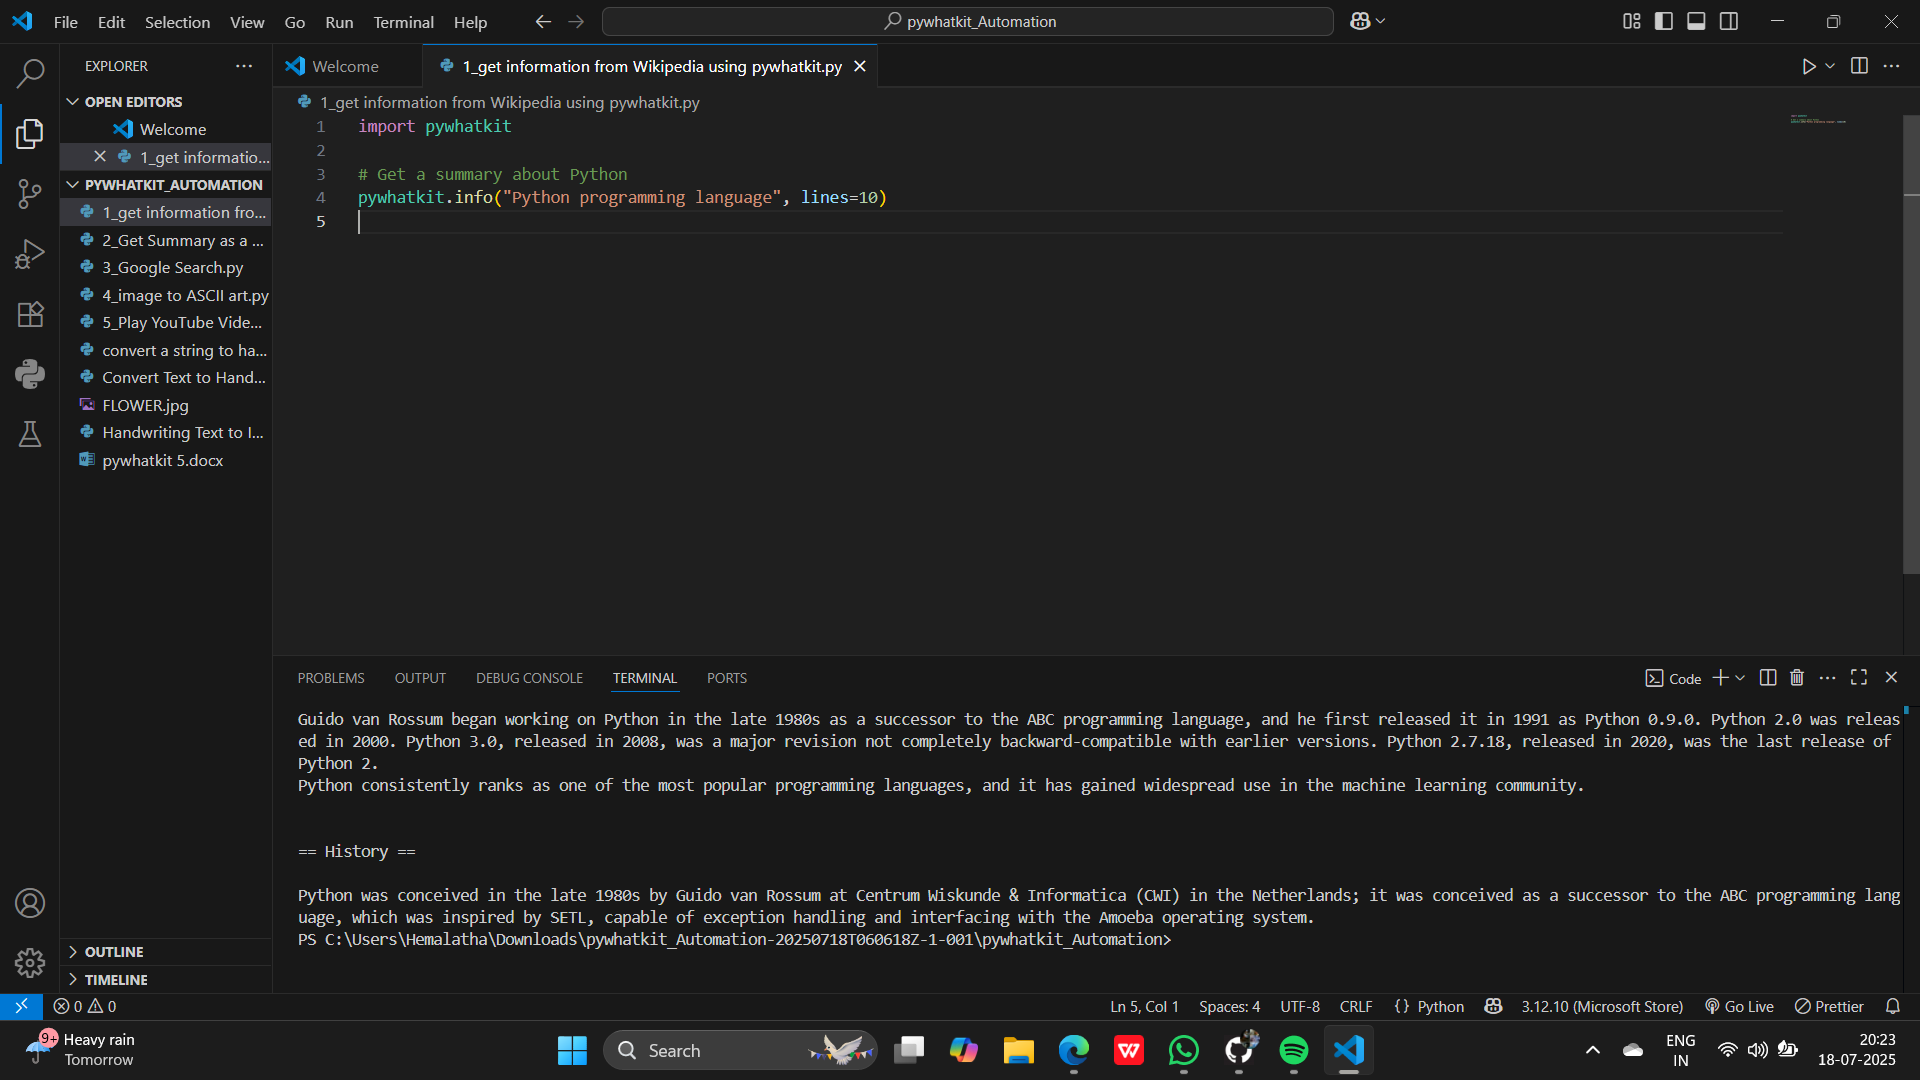 File Edit Selection View Go Run Terminal Help
pywhatkit_Automation
EXPLORER
OPEN EDITORS
Welcome
1_get informatio...
PYWHATKIT_AUTOMATION
1_get information fro...
2_Get Summary as a ...
3_Google Search.py
4_image to ASCII art.py
5_Play YouTube Vide...
convert a string to ha...
Convert Text to Hand...
FLOWER.jpg
Handwriting Text to I...
pywhatkit 5.docx
OUTLINE
TIMELINE
Welcome
1_get information from Wikipedia using pywhatkit.py
1_get information from Wikipedia using pywhatkit.py
1 import pywhatkit
2
3 # Get a summary about Python
4 pywhatkit.info("Python programming language", lines=10)
5
PROBLEMS OUTPUT DEBUG CONSOLE TERMINAL PORTS
Code
Guido van Rossum began working on Python in the late 1980s as a successor to the ABC programming language, and he first released it in 1991 as Python 0.9.0. Python 2.0 was releas
ed in 2000. Python 3.0, released in 2008, was a major revision not completely backward-compatible with earlier versions. Python 2.7.18, released in 2020, was the last release of
Python 2.
Python consistently ranks as one of the most popular programming languages, and it has gained widespread use in the machine learning community.
== History ==
Python was conceived in the late 1980s by Guido van Rossum at Centrum Wiskunde & Informatica (CWI) in the Netherlands; it was conceived as a successor to the ABC programming lang
uage, which was inspired by SETL, capable of exception handling and interfacing with the Amoeba operating system.
PS C:\Users\Hemalatha\Downloads\pywhatkit_Automation-20250718T060618Z-1-001\pywhatkit_Automation>
0 0
Ln 5, Col 1 Spaces: 4 UTF-8 CRLF {} Python 3.12.10 (Microsoft Store) Go Live Prettier
9+
Heavy rain
Tomorrow
Search
W
ENG
IN
20:23
18-07-2025